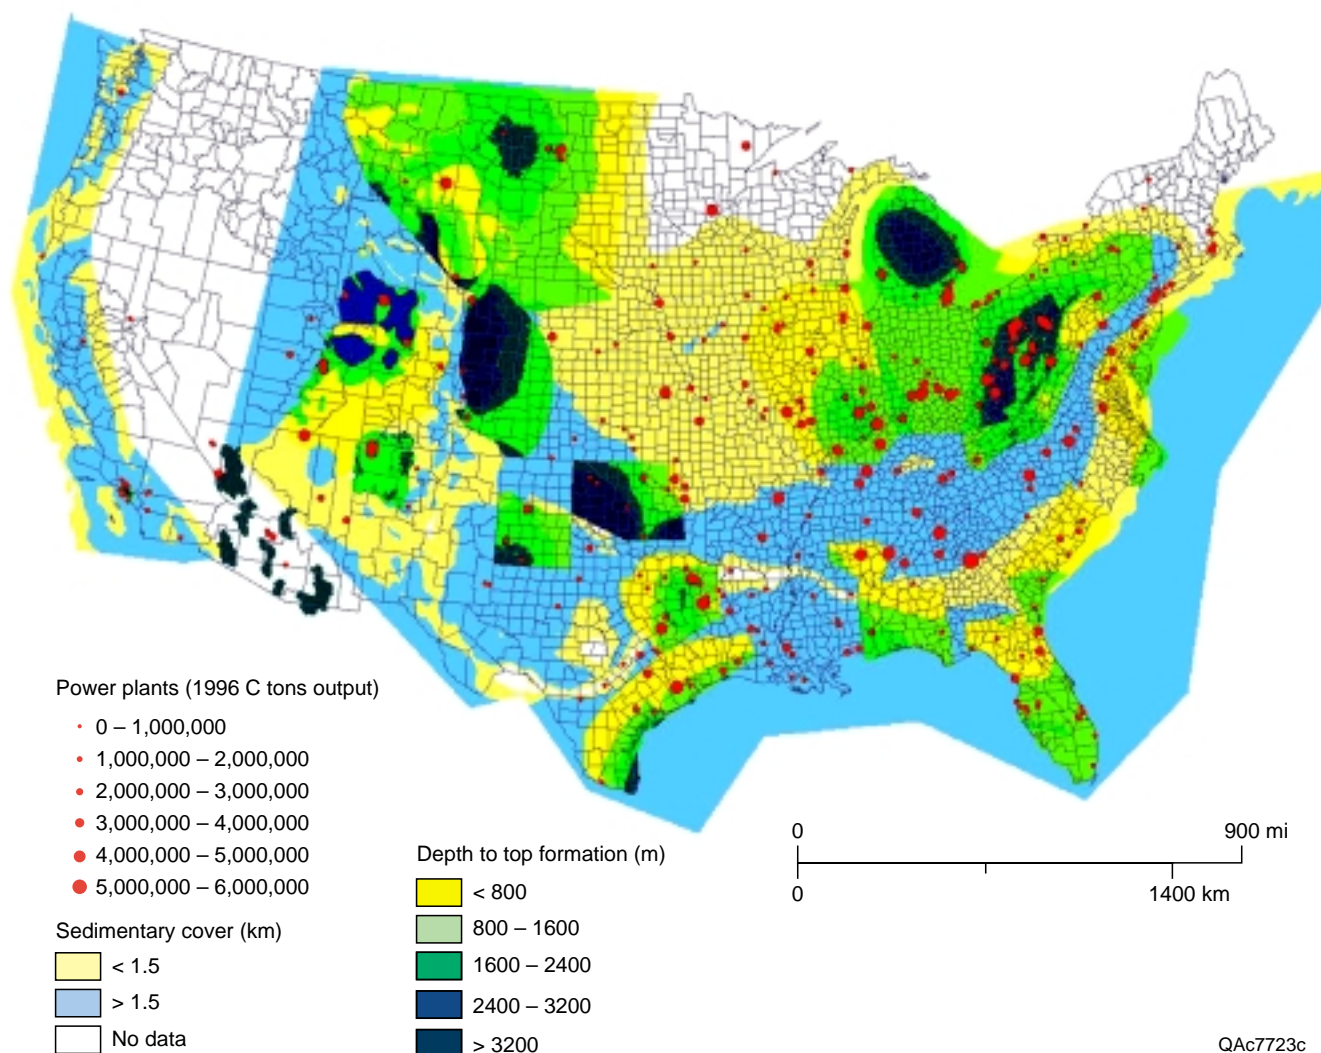 Power plants (1996 C tons output)
0 – 1,000,000
1,000,000 – 2,000,000
2,000,000 – 3,000,000
3,000,000 – 4,000,000
4,000,000 – 5,000,000
5,000,000 – 6,000,000
Sedimentary cover (km)
< 1.5
> 1.5
No data
Depth to top formation (m)
< 800
800 – 1600
1600 – 2400
2400 – 3200
> 3200
0
900 mi
0
1400 km
QAc7723c